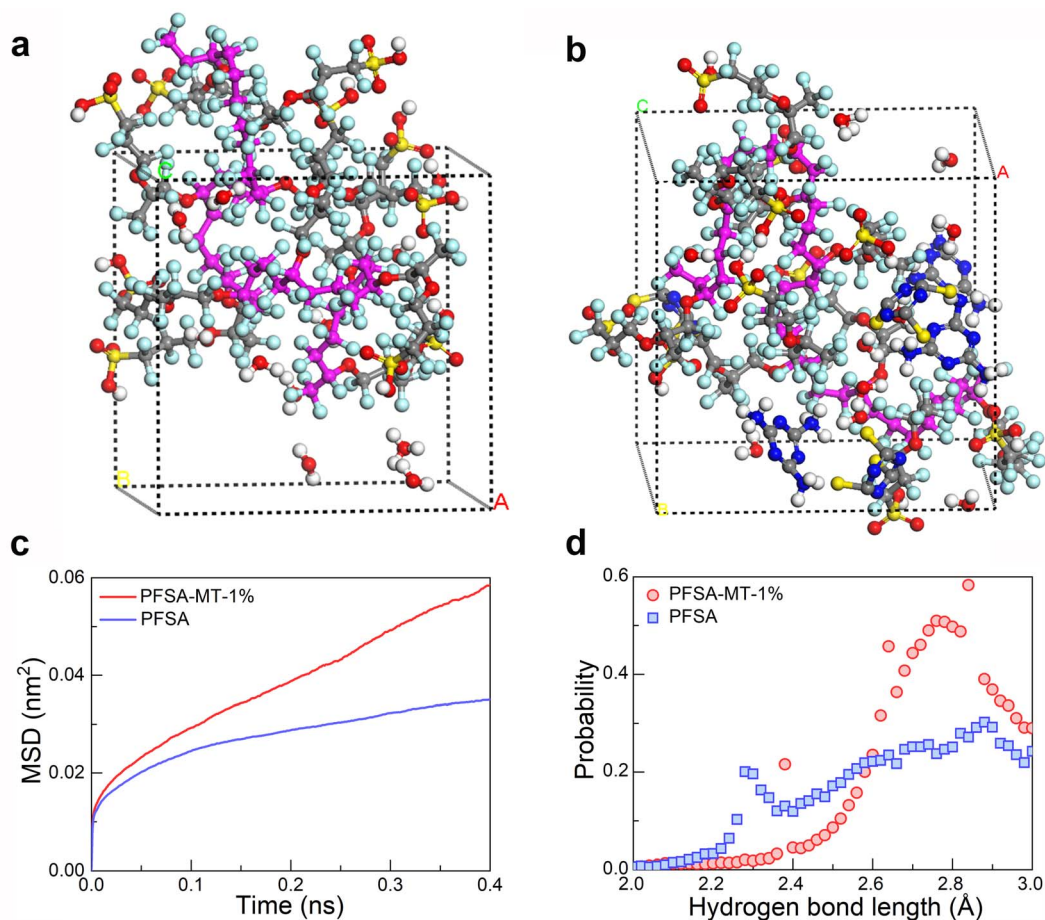 a
b
C
B
A
C
A
B
c
0.06
0.04
0.02
0.00
MSD (nm²)
PFSA-MT-1%
PFSA
0.0
0.1
0.2
0.3
0.4
Time (ns)
d
0.6
0.4
0.2
0.0
Probability
PFSA-MT-1%
PFSA
2.0
2.2
2.4
2.6
2.8
3.0
Hydrogen bond length (Å)